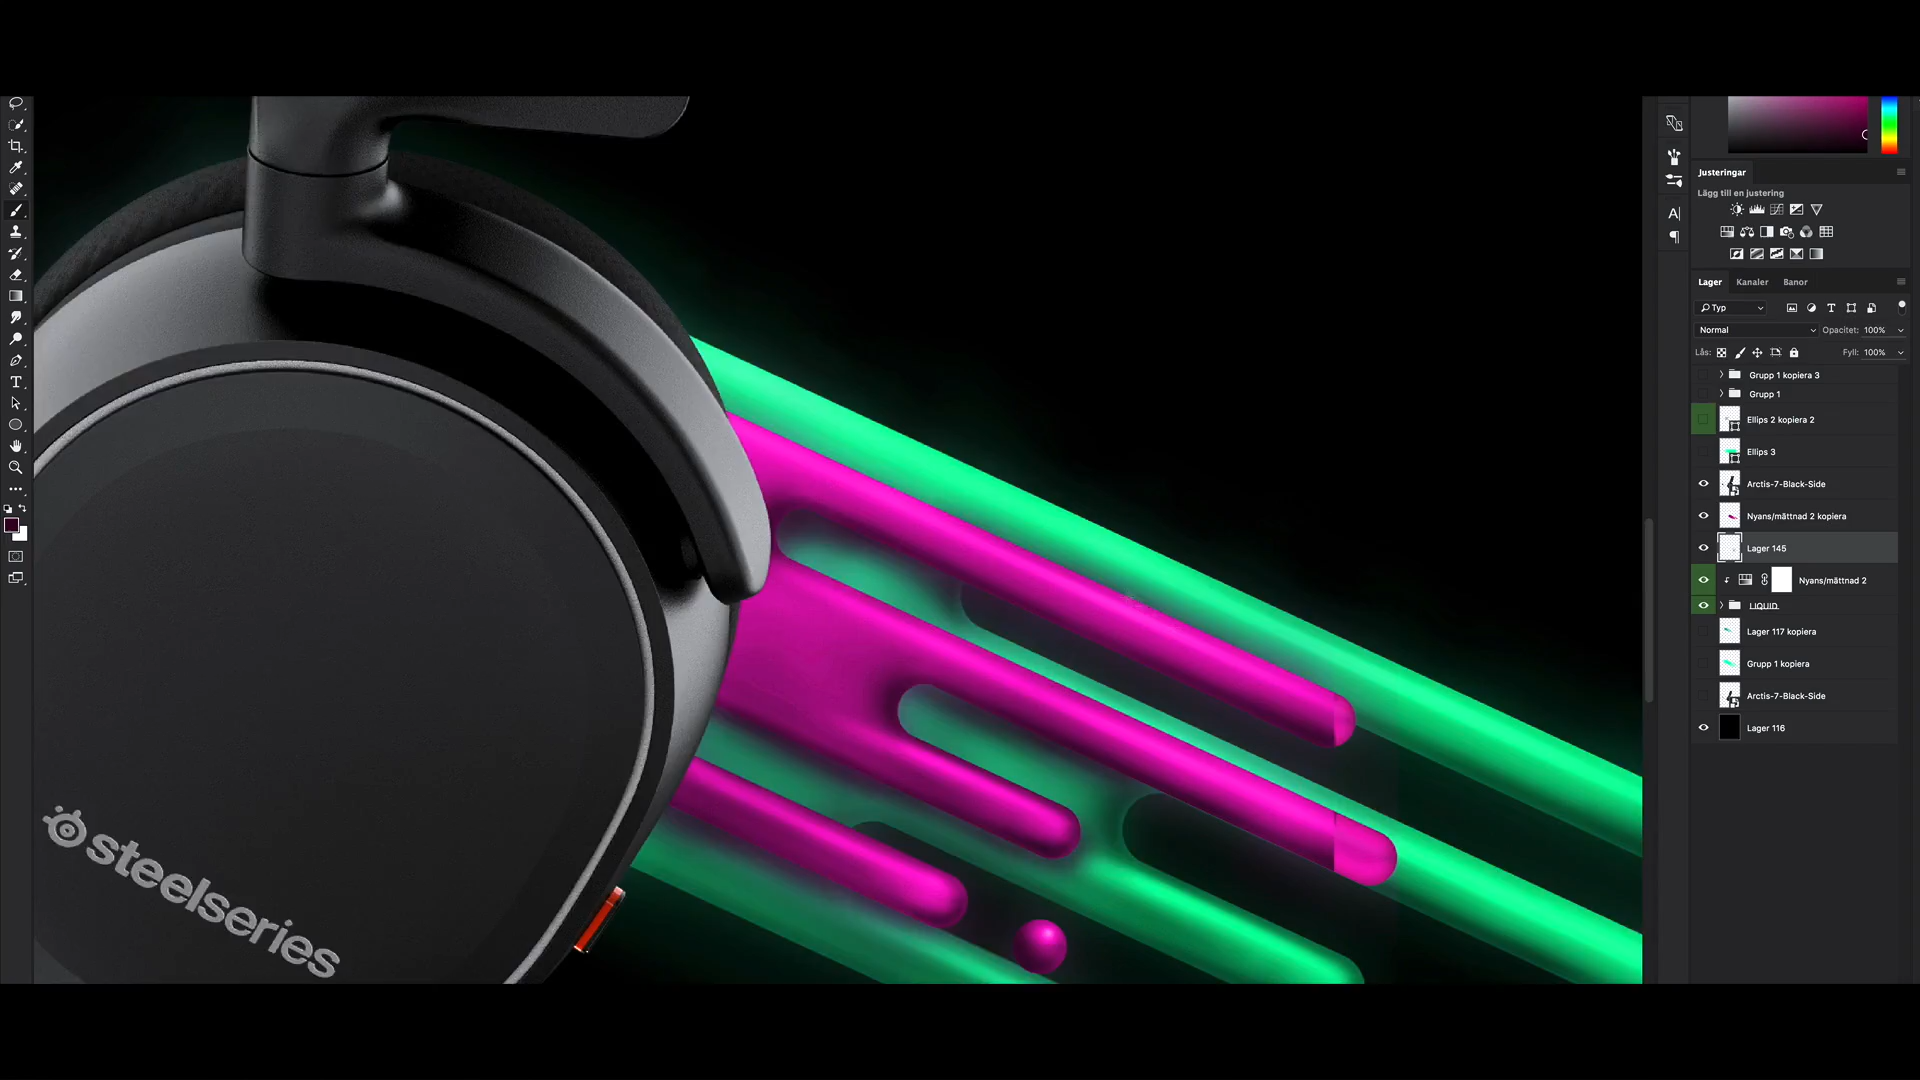 Justeringar
Lägg till en justering
Lager Kanaler Banor
Typ
Normal Opacitet: 100%
Lås: Fyll: 100%
Grupp 1 kopiera 3
Grupp 1
Ellips 2 kopiera 2
Ellips 3
Arctis-7-Black-Side
Nyans/mättnad 2 kopiera
Lager 145
Nyans/mättnad 2
LIQUID
Lager 117 kopiera
Grupp 1 kopiera
Arctis-7-Black-Side
Lager 116
steelseries